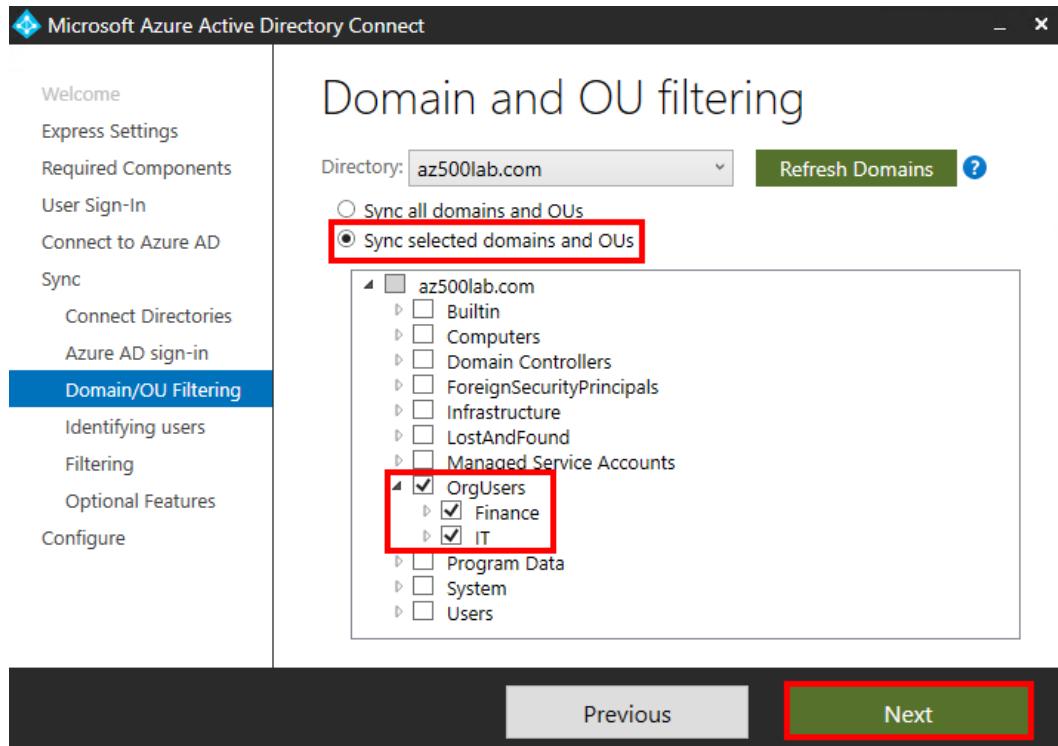 Microsoft Azure Active Directory Connect
Welcome
Express Settings
Required Components
User Sign-In
Connect to Azure AD
Sync
Connect Directories
Azure AD sign-in
Domain/OU Filtering
Identifying users
Filtering
Optional Features
Configure
Domain and OU filtering
Directory: az500lab.com Refresh Domains ?
Sync all domains and OUs
Sync selected domains and OUs
az500lab.com
Builtin
Computers
Domain Controllers
ForeignSecurityPrincipals
Infrastructure
LostAndFound
Managed Service Accounts
OrgUsers
Finance
IT
Program Data
System
Users
Previous Next